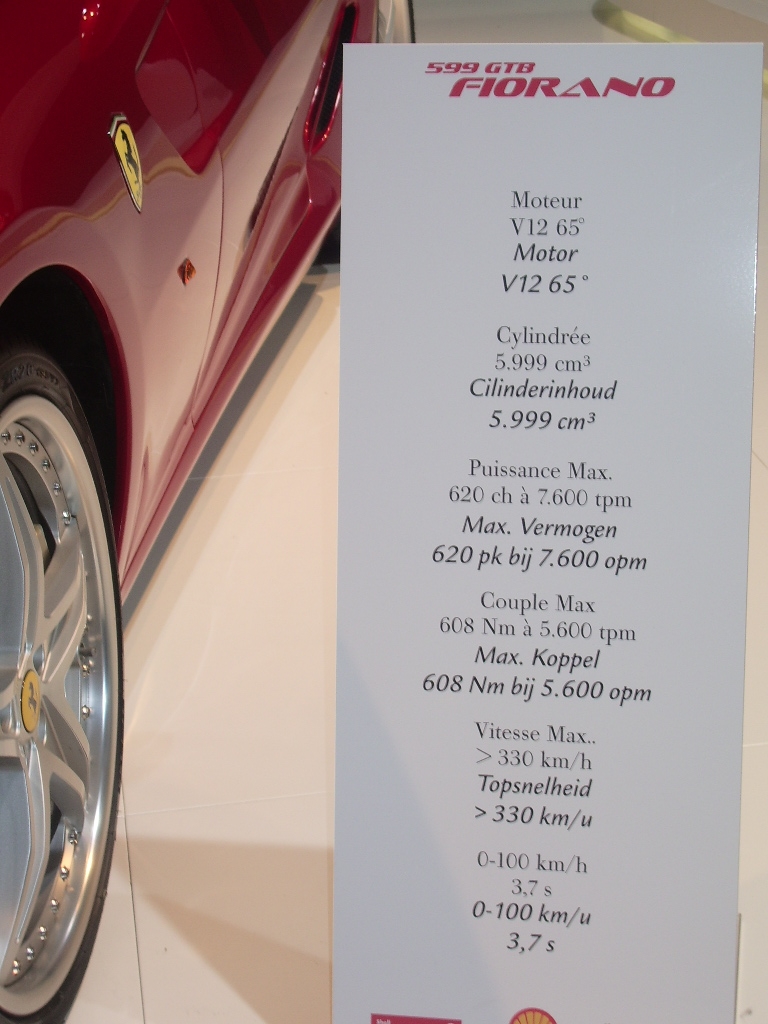 599 GTB
FIORANO
Moteur
V12 65°
Motor
V12 65°
Cylindrée
5.999 cm³
Cilinderinhoud
5.999 cm³
Puissance Max.
620 ch à 7.600 tpm
Max. Vermogen
620 pk bij 7.600 opm
Couple Max
608 Nm à 5.600 tpm
Max. Koppel
608 Nm bij 5.600 opm
Vitesse Max..
> 330 km/h
Topsnelheid
> 330 km/u
0-100 km/h
3,7 s
0-100 km/u
3,7 s